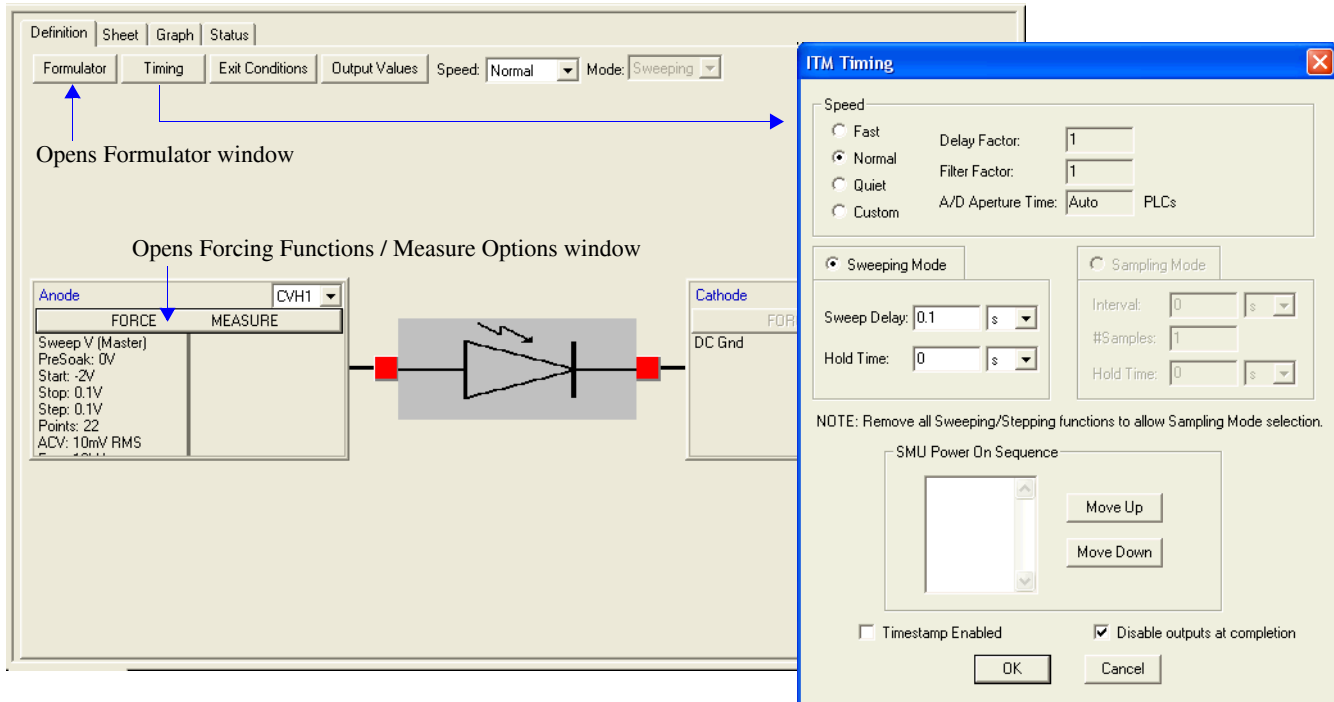 Definition Sheet Graph Status
Formulator Timing Exit Conditions Output Values Speed: Normal Mode: Sweeping
Opens Formulator window
Opens Forcing Functions / Measure Options window
Anode CVH1
FORCE MEASURE
Sweep V (Master)
PreSoak: 0V
Start: -2V
Stop: 0.1V
Step: 0.1V
Points: 22
ACV: 10mV RMS
Cathode
FOR
DC Gnd
ITM Timing
Speed
Fast
Normal
Quiet
Custom
Delay Factor: 1
Filter Factor: 1
A/D Aperture Time: Auto PLCs
Sweeping Mode
Sweep Delay: 0.1 s
Hold Time: 0 s
Sampling Mode
Interval: 0 s
#Samples: 1
Hold Time: 0 s
NOTE: Remove all Sweeping/Stepping functions to allow Sampling Mode selection.
SMU Power On Sequence
Move Up
Move Down
Timestamp Enabled
Disable outputs at completion
OK Cancel